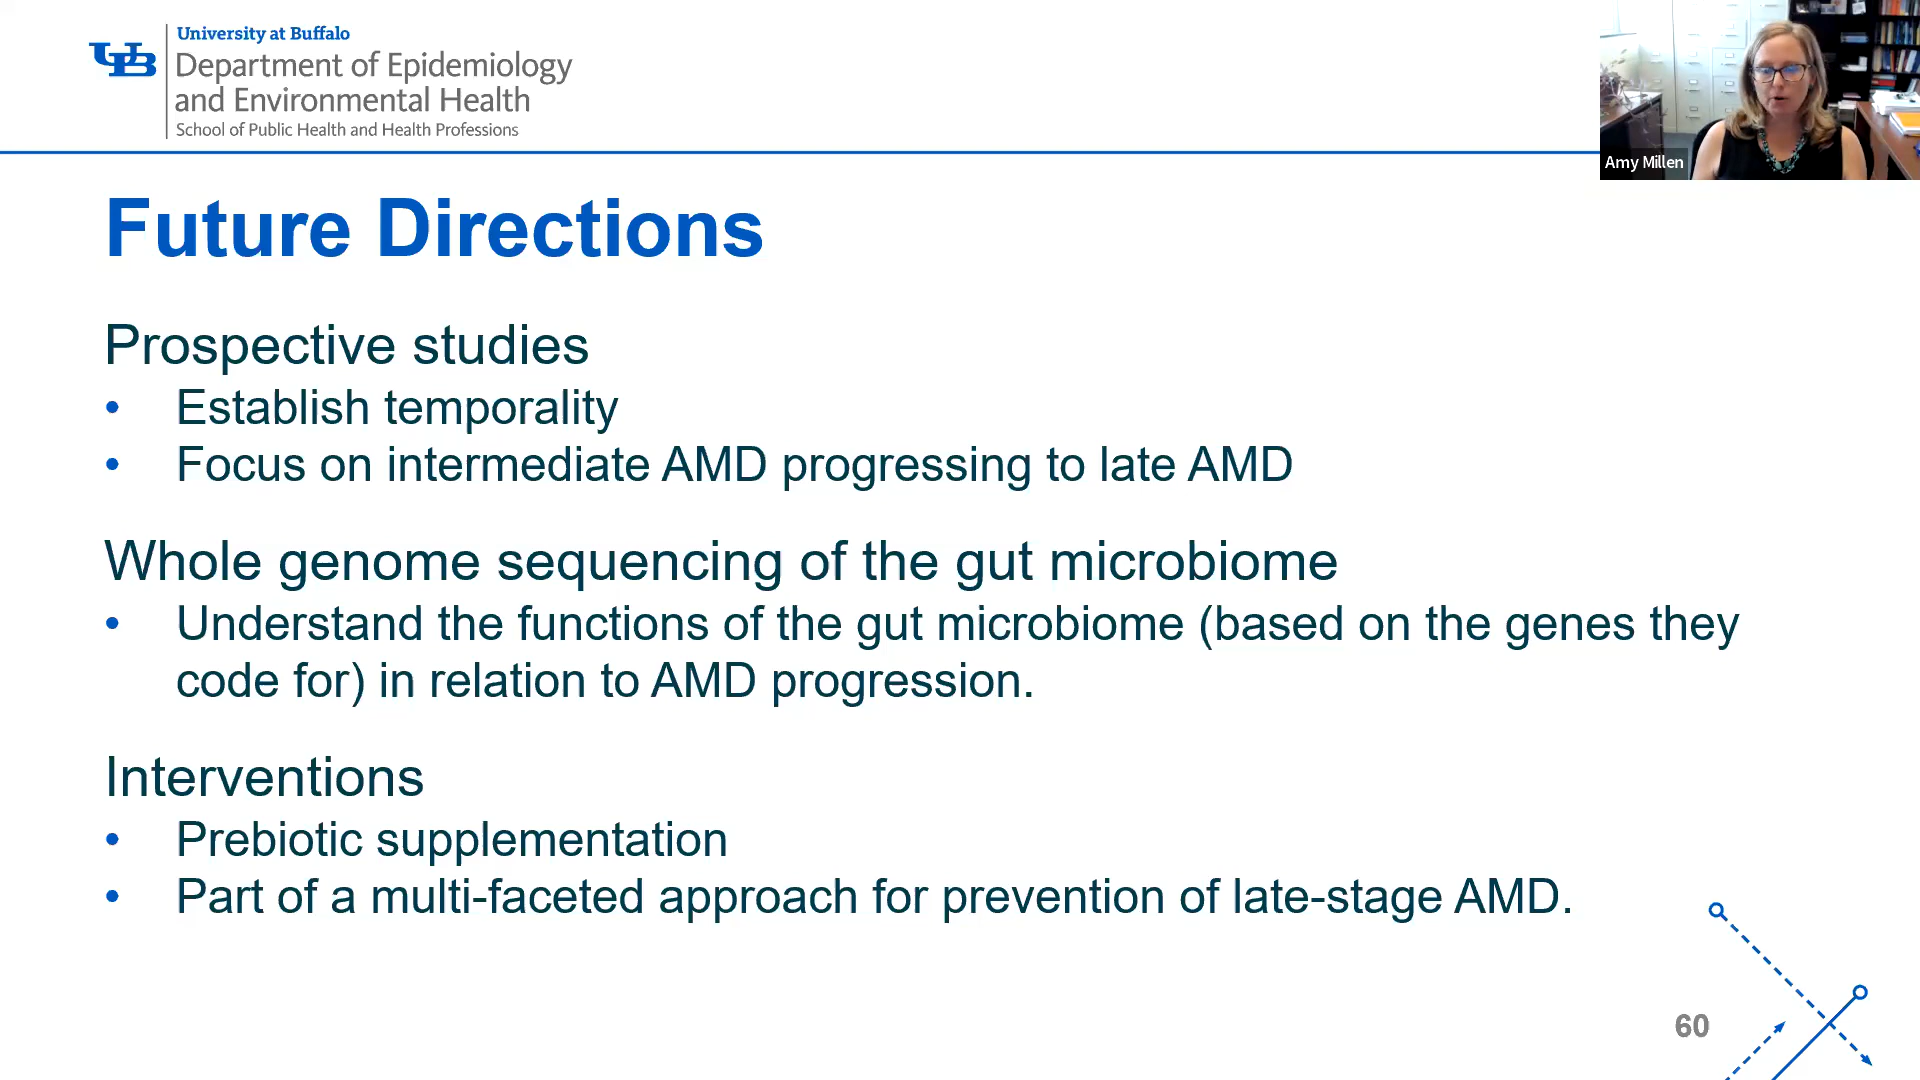 University at Buffalo
UB
Department of Epidemiology
and Environmental Health
School of Public Health and Health Professions
Amy Millen
Future Directions
Prospective studies
• Establish temporality
• Focus on intermediate AMD progressing to late AMD
Whole genome sequencing of the gut microbiome
• Understand the functions of the gut microbiome (based on the genes they
code for) in relation to AMD progression.
Interventions
• Prebiotic supplementation
• Part of a multi-faceted approach for prevention of late-stage AMD.
60